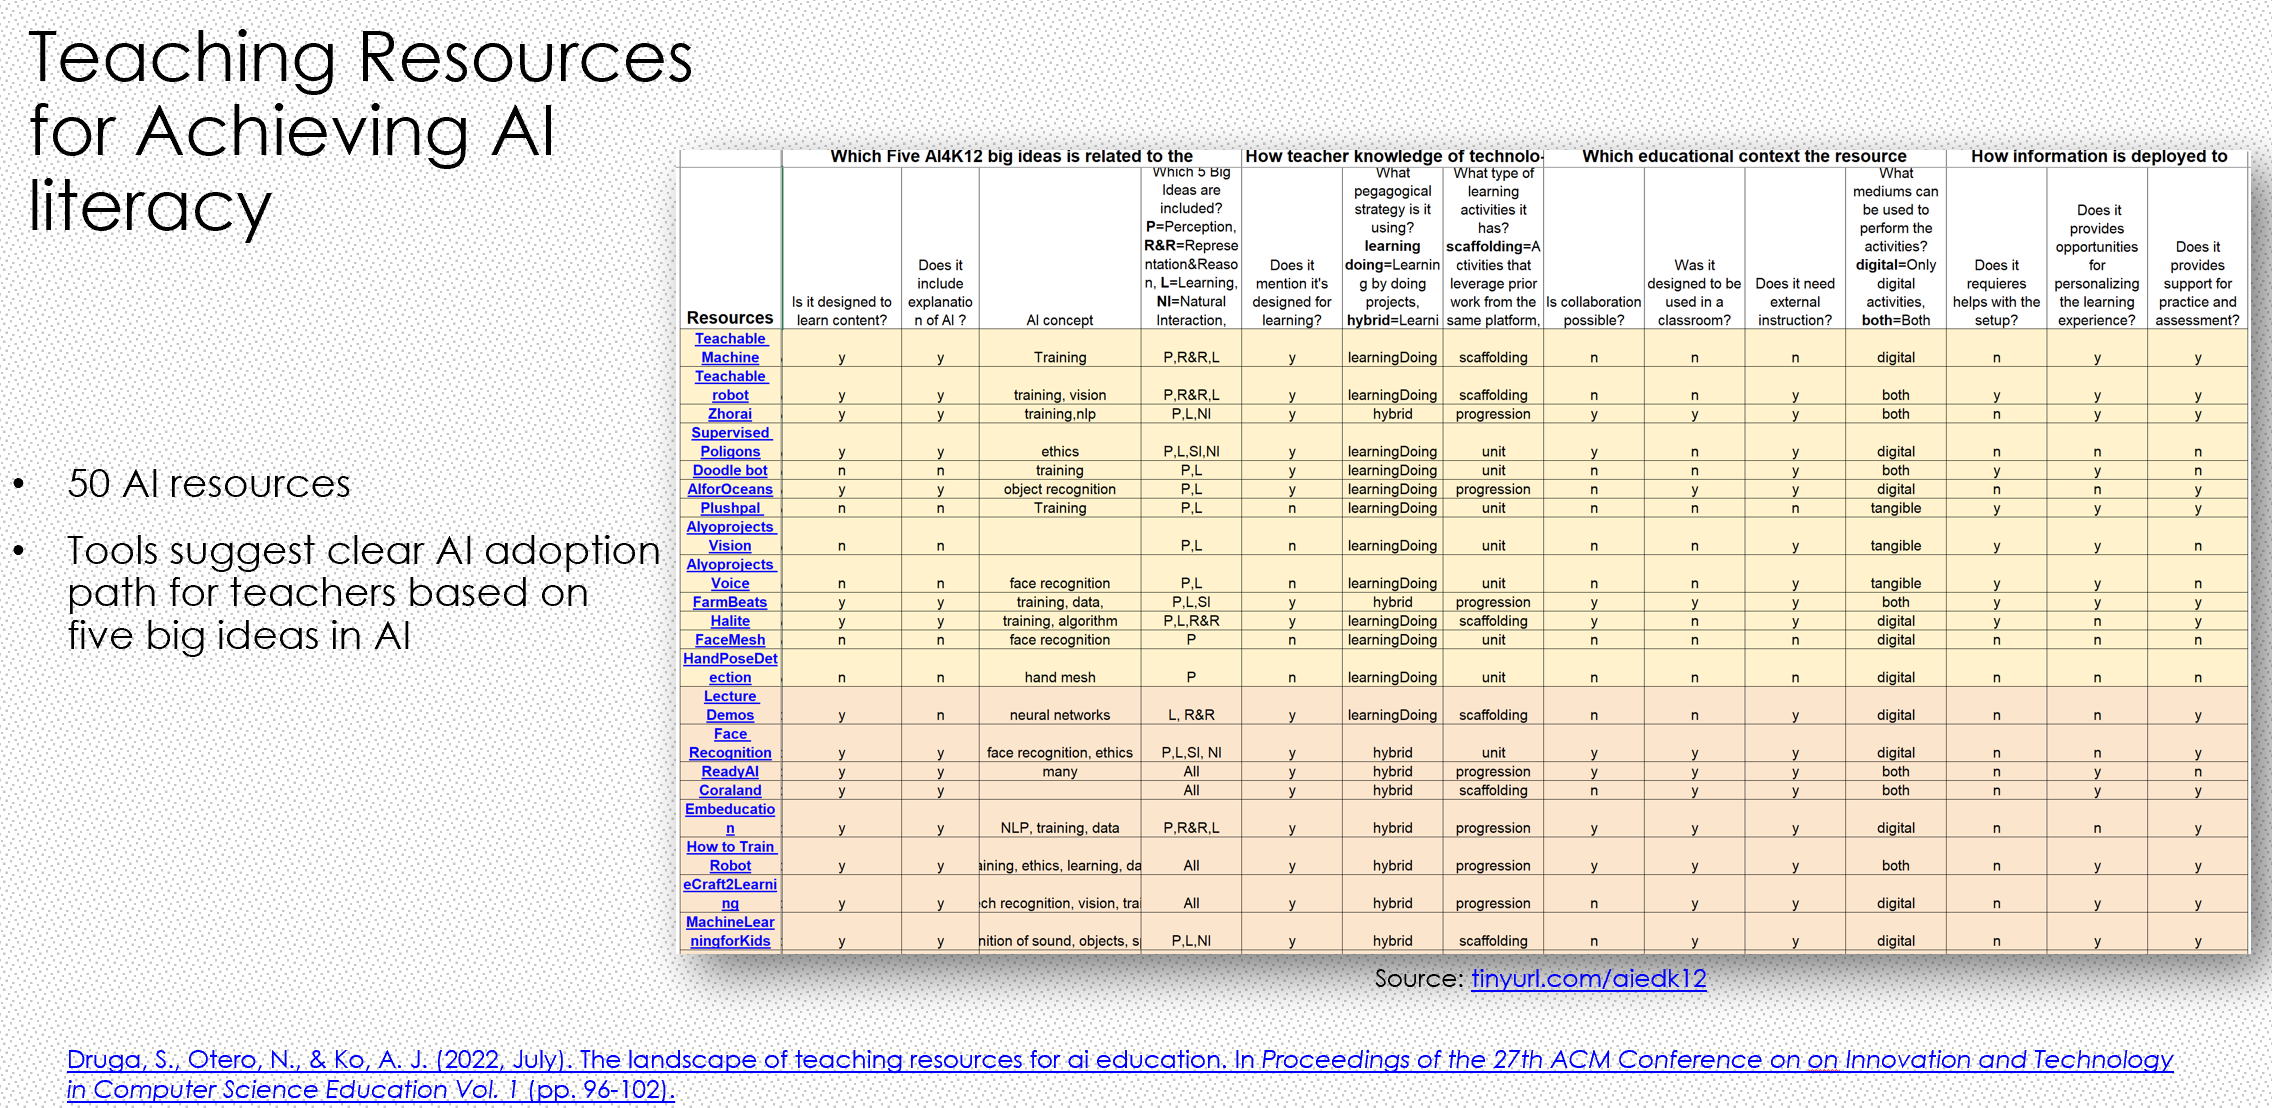 Teaching Resources
for Achieving AI
literacy
• 50 AI resources
• Tools suggest clear AI adoption
path for teachers based on
five big ideas in AI
Which Five AI4K12 big ideas is related to the How teacher knowledge of technolo- Which educational context the resource How information is deployed to
Resources
Is it designed to
learn content?
Does it
include
explanatio
n of AI ?
AI concept
Which 5 Big
Ideas are
included?
P=Perception,
R&R=Represe
ntation&Reaso
n, L=Learning,
NI=Natural
Interaction,
Does it
mention it's
designed for
learning?
What
pegagogical
strategy is it
using?
learning
doing=Learnin
g by doing
projects,
hybrid=Learni
What type of
learning
activities it
has?
scaffolding=A
ctivities that
leverage prior
work from the
same platform,
Is collaboration
possible?
Was it
designed to be
used in a
classroom?
Does it need
external
instruction?
What
mediums can
be used to
perform the
activities?
digital=Only
digital
activities,
both=Both
Does it
requieres
helps with the
setup?
Does it
provides
opportunities
for
personalizing
the learning
experience?
Does it
provides
support for
practice and
assessment?
Teachable
Machine y y Training P,R&R,L y learningDoing scaffolding n n n digital n y y
Teachable
robot y y training, vision P,R&R,L y learningDoing scaffolding n n y both y y y
Zhorai y y training,nlp P,L,NI y hybrid progression y y y both n y y
Supervised
Poligons y y ethics P,L,SI,NI y learningDoing unit y n y digital n n n
Doodle bot n n training P,L y learningDoing unit n n y both y y n
AIforOceans y y object recognition P,L y learningDoing progression n y y digital n n y
Plushpal n n Training P,L n learningDoing unit n n n tangible y y y
Alyoprojects
Vision n n P,L n learningDoing unit n n y tangible y y n
Alyoprojects
Voice n n face recognition P,L n learningDoing unit n n y tangible y y n
FarmBeats y y training, data, P,L,SI y hybrid progression y y y both y y y
Halite y y training, algorithm P,L,R&R y learningDoing scaffolding y n y digital y n y
FaceMesh n n face recognition P n learningDoing unit n n n digital n n n
HandPoseDet
ection n n hand mesh P n learningDoing unit n n n digital n n n
Lecture
Demos y n neural networks L, R&R y learningDoing scaffolding n n y digital n n y
Face
Recognition y y face recognition, ethics P,L,SI, NI y hybrid unit y y y digital n n y
ReadyAI y y many All y hybrid progression y y y both n y n
Coraland y y All y hybrid scaffolding n y y both n y y
Embeducatio
n y y NLP, training, data P,R&R,L y hybrid progression y y y digital n n y
How to Train
Robot y y aining, ethics, learning, da All y hybrid progression y y y both n y y
eCraft2Learni
ng y y ch recognition, vision, trai All y hybrid progression n y y digital n y y
MachineLear
ningforKids y y nition of sound, objects, s P,L,NI y hybrid scaffolding n y y digital n y y
Source: tinyurl.com/aiedk12
Druga, S., Otero, N., & Ko, A. J. (2022, July). The landscape of teaching resources for ai education. In Proceedings of the 27th ACM Conference on on Innovation and Technology
in Computer Science Education Vol. 1 (pp. 96-102).